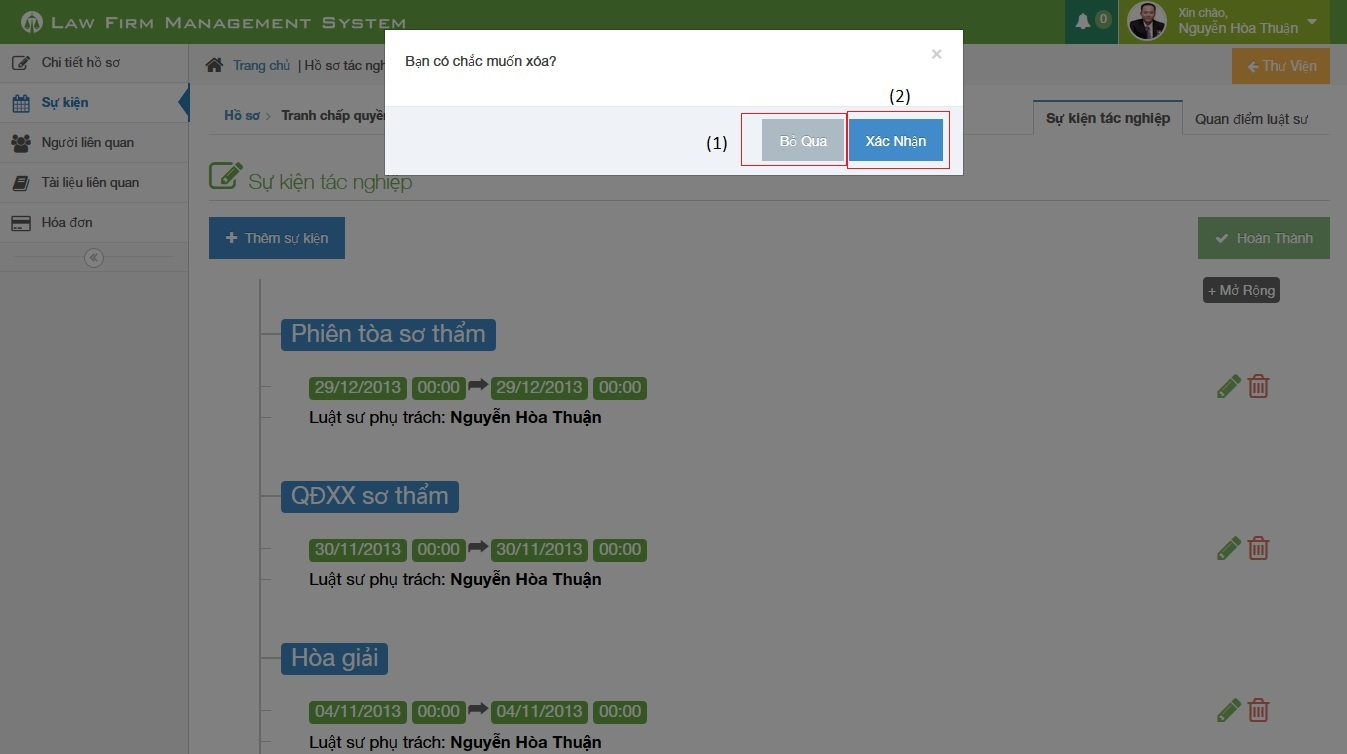 LAW FIRM MANAGEMENT SYSTEM
0
Xin chào,
Nguyễn Hòa Thuận
Bạn có chắc muốn xóa?
×
(1)
Bỏ Qua
(2)
Xác Nhận
Chi tiết hồ sơ
Sự kiện
Người liên quan
Tài liệu liên quan
Hóa đơn
Trang chủ | Hồ sơ tác ngh
Thư Viện
Hồ sơ > Tranh chấp quyề
Sự kiện tác nghiệp
Quan điểm luật sư
Sự kiện tác nghiệp
+ Thêm sự kiện
Hoàn Thành
+ Mở Rộng
Phiên tòa sơ thẩm
29/12/2013 00:00 29/12/2013 00:00
Luật sư phụ trách: Nguyễn Hòa Thuận
QĐXX sơ thẩm
30/11/2013 00:00 30/11/2013 00:00
Luật sư phụ trách: Nguyễn Hòa Thuận
Hòa giải
04/11/2013 00:00 04/11/2013 00:00
Luật sư phụ trách: Nguyễn Hòa Thuận